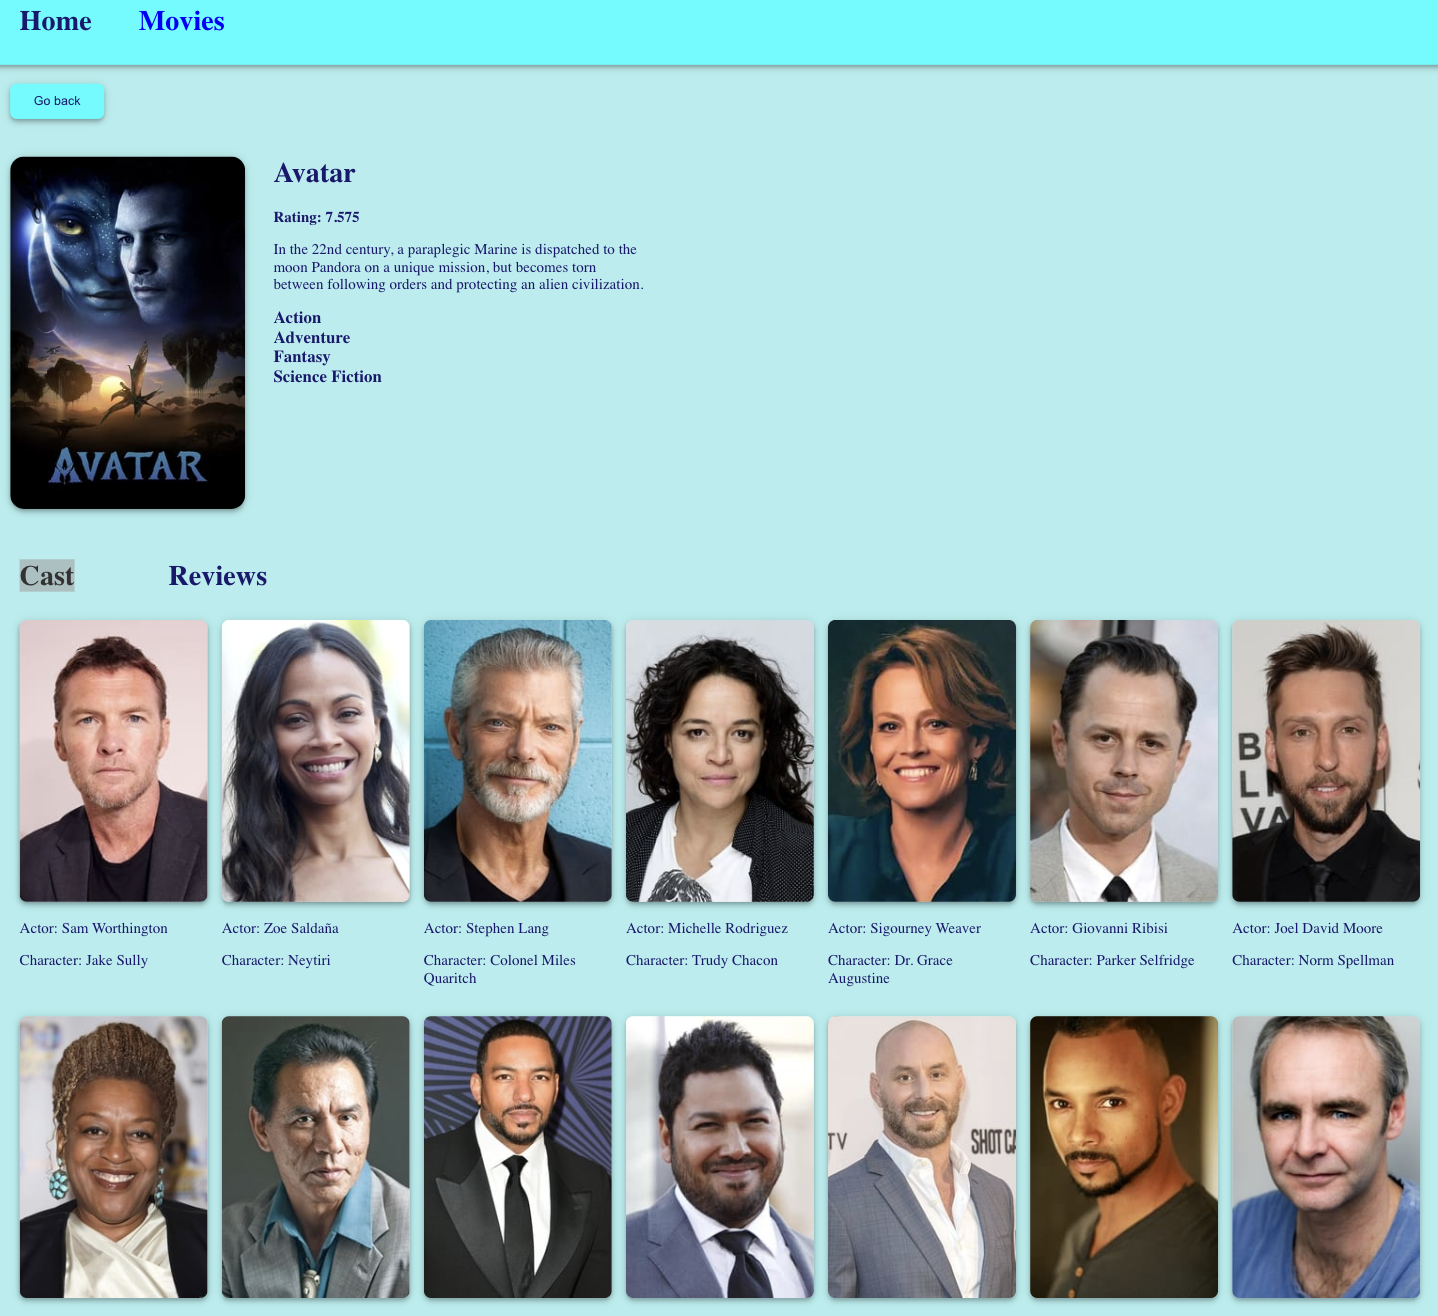 Home Movies
Go back
Avatar
Rating: 7.575
In the 22nd century, a paraplegic Marine is dispatched to the
moon Pandora on a unique mission, but becomes torn
between following orders and protecting an alien civilization.
Action
Adventure
Fantasy
Science Fiction
AVATAR
Cast Reviews
B
L
VA
Actor: Sam Worthington
Character: Jake Sully
Actor: Zoe Saldaña
Character: Neytiri
Actor: Stephen Lang
Character: Colonel Miles
Quaritch
Actor: Michelle Rodriguez
Character: Trudy Chacon
Actor: Sigourney Weaver
Character: Dr. Grace
Augustine
Actor: Giovanni Ribisi
Character: Parker Selfridge
Actor: Joel David Moore
Character: Norm Spellman
TV
SHOT CA